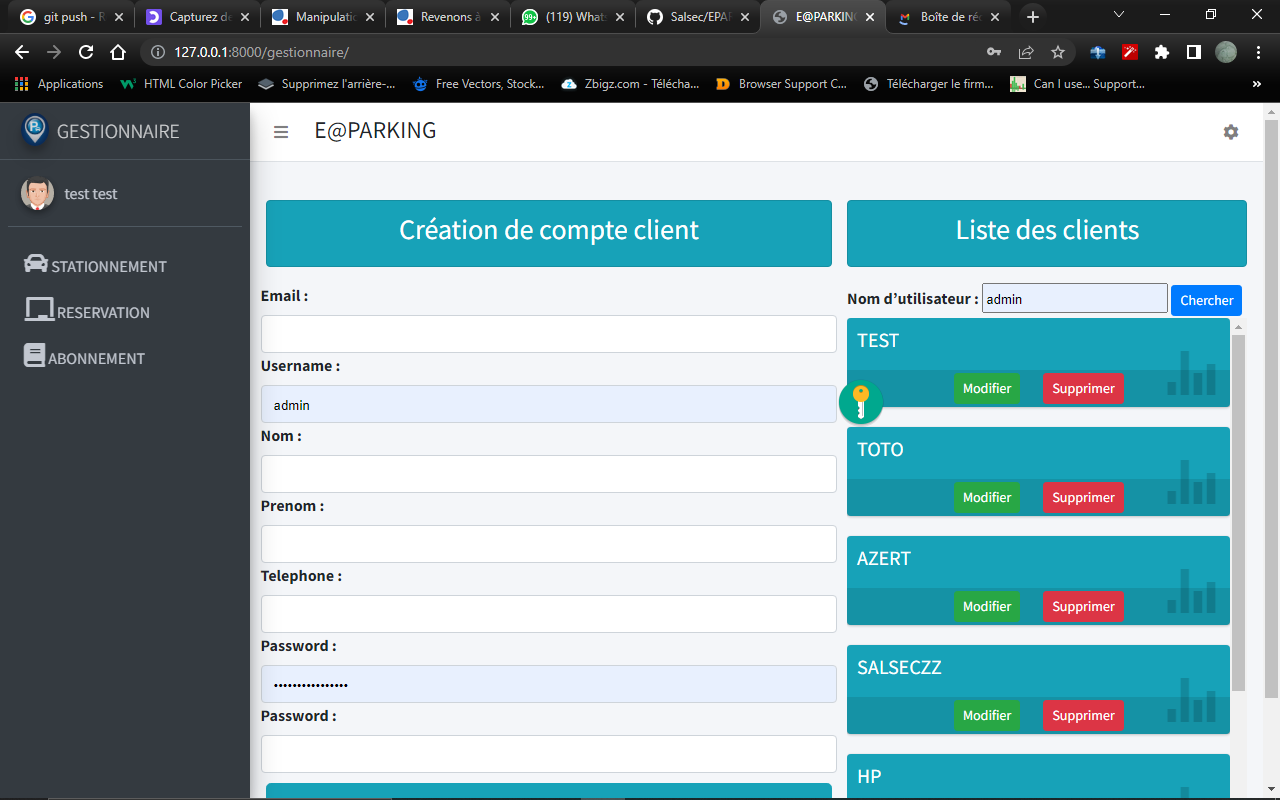 git push - R
Capturez de
Manipulatio
Revenons à
(119) Whats
Salsec/EPAR
E@PARKING
Boîte de réc
127.0.0.1:8000/gestionnaire/
Applications
HTML Color Picker
Supprimez l'arrière-...
Free Vectors, Stock...
Zbigz.com - Télécha...
Browser Support C...
Télécharger le firm...
Can I use... Support...
»
GESTIONNAIRE
E@PARKING
test test
STATIONNEMENT
RESERVATION
ABONNEMENT
Création de compte client
Email :
Username :
admin
Nom :
Prenom :
Telephone :
Password :
••••••••••••••••
Password :
Liste des clients
Nom d’utilisateur : admin Chercher
TEST
Modifier Supprimer
TOTO
Modifier Supprimer
AZERT
Modifier Supprimer
SALSECZZ
Modifier Supprimer
HP